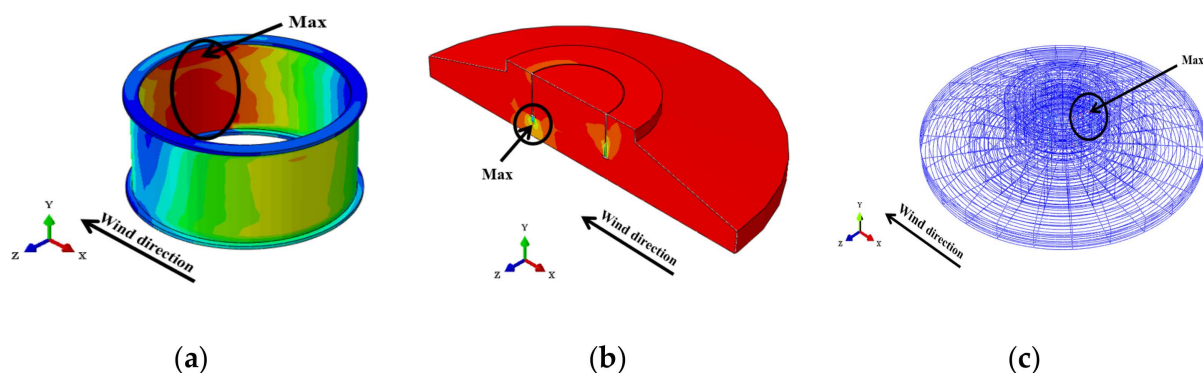 Max
Y
Z
X
Wind direction
(a)
Max
Y
Z
X
Wind direction
(b)
Max
Y
Z
X
Wind direction
(c)